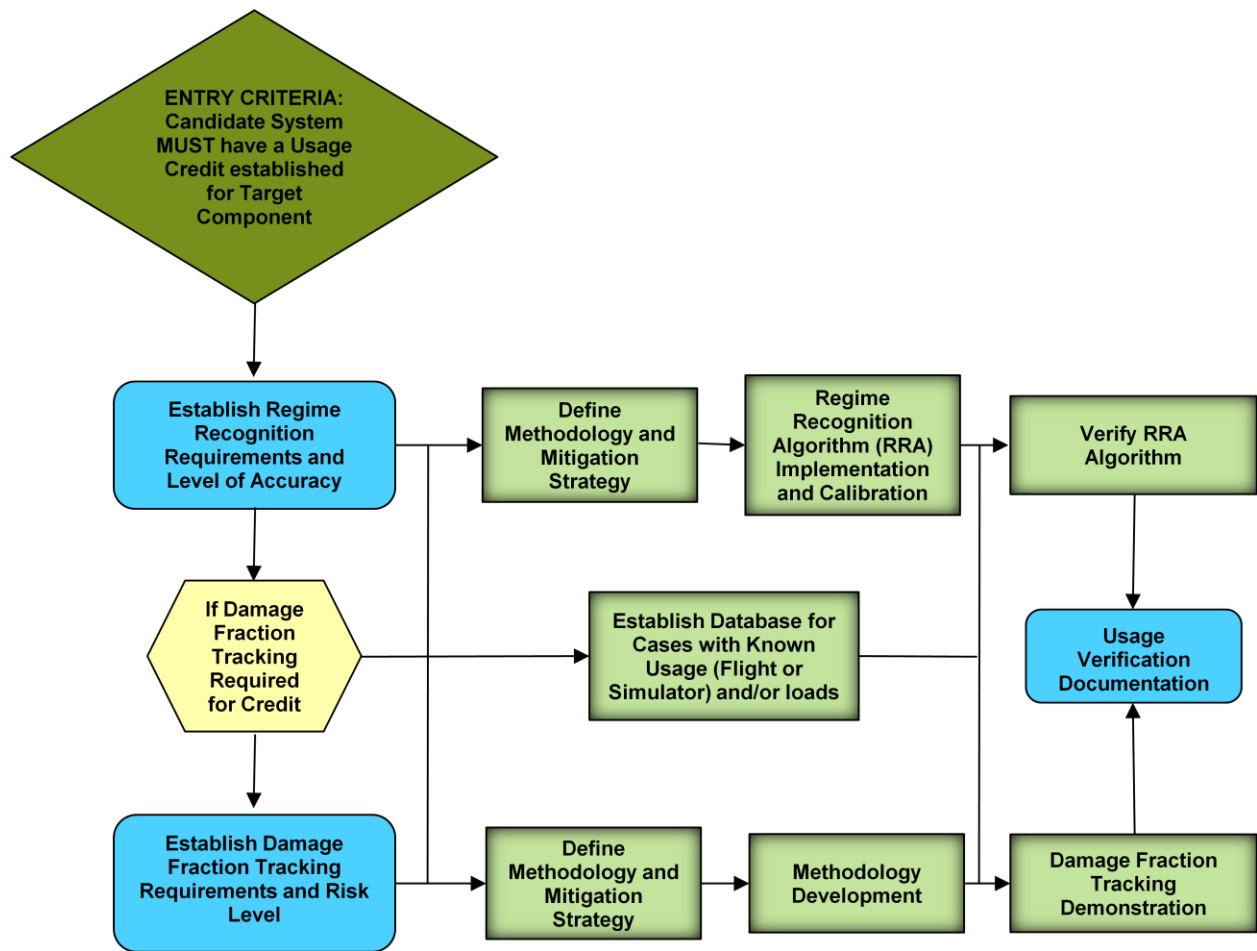 ENTRY CRITERIA:
Candidate System
MUST have a Usage
Credit established
for Target
Component
Establish Regime
Recognition
Requirements and
Level of Accuracy
Define
Methodology and
Mitigation
Strategy
Regime
Recognition
Algorithm (RRA)
Implementation
and Calibration
Verify RRA
Algorithm
If Damage
Fraction
Tracking
Required
for Credit
Establish Database for
Cases with Known
Usage (Flight or
Simulator) and/or loads
Usage
Verification
Documentation
Establish Damage
Fraction Tracking
Requirements and Risk
Level
Define
Methodology and
Mitigation
Strategy
Methodology
Development
Damage Fraction
Tracking
Demonstration